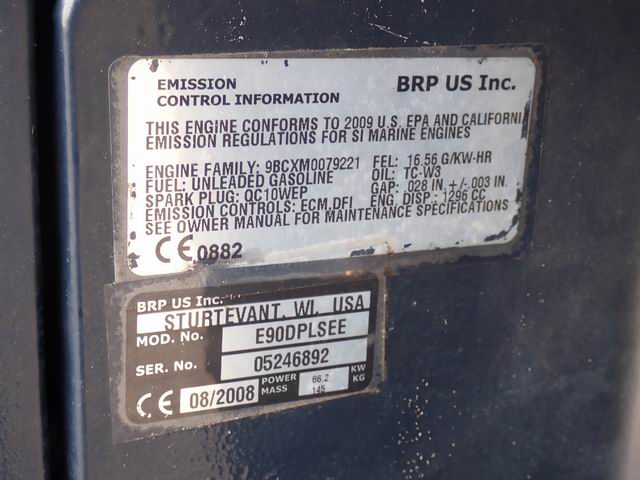 EMISSION BRP US Inc.
CONTROL INFORMATION
THIS ENGINE CONFORMS TO 2009 U.S. EPA AND CALIFORNI
EMISSION REGULATIONS FOR SI MARINE ENGINES
ENGINE FAMILY: 9BCXM0079221 FEL: 16.56 G/KW-HR
FUEL: UNLEADED GASOLINE OIL: TC-W3
SPARK PLUG: QC10WEP GAP: .028 IN. +/-.003 IN.
EMISSION CONTROLS: ECM,DFI ENG. DISP.: 1296 CC
SEE OWNER MANUAL FOR MAINTENANCE SPECIFICATIONS
CE 0882
BRP US Inc.
STURTEVANT, WI, USA
MOD. No. E90DPLSEE
SER. No. 05246892
CE 08/2008 POWER 66.2 KW
MASS 145 KG